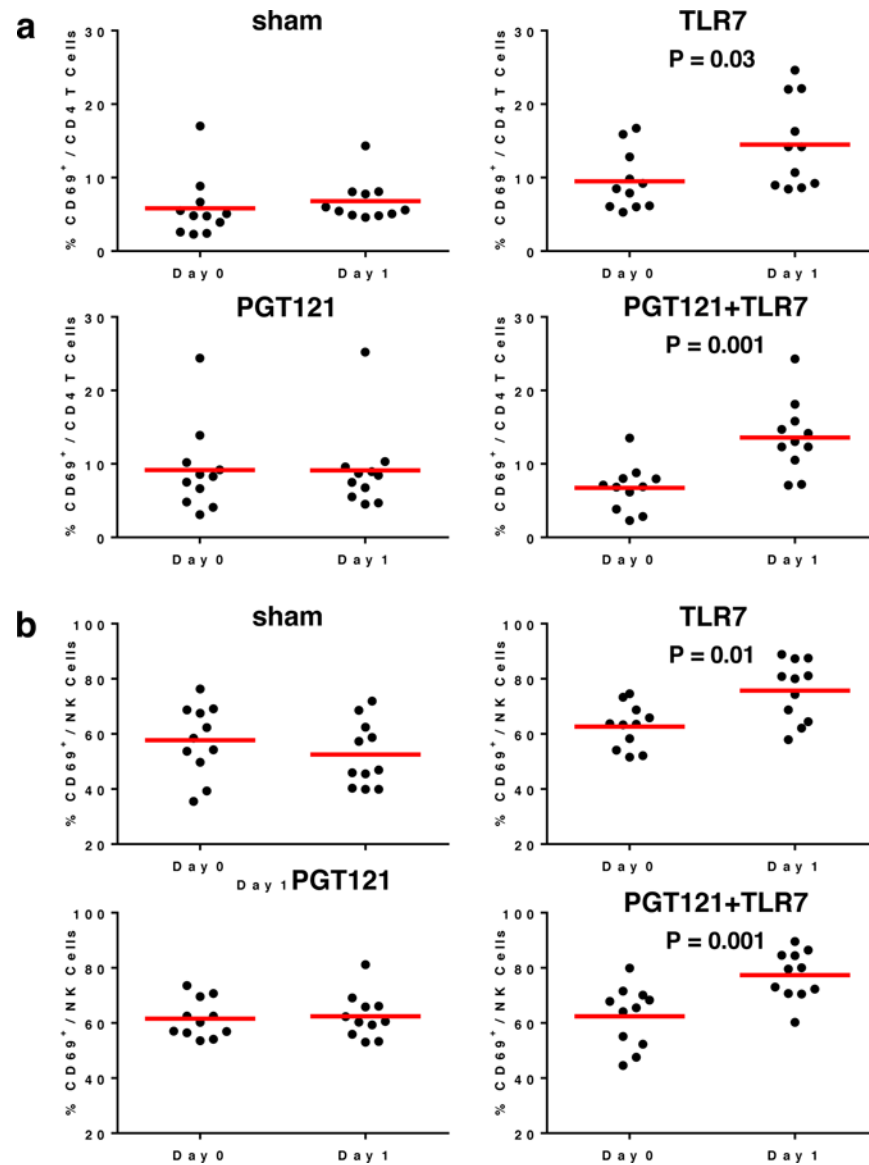 a
sham
TLR7
P = 0.03
% CD69+ / CD4 T Cells
30
20
10
0
Day 0
Day 1
% CD69+ / CD4 T Cells
30
20
10
0
Day 0
Day 1
PGT121
PGT121+TLR7
P = 0.001
% CD69+ / CD4 T Cells
30
20
10
0
Day 0
Day 1
% CD69+ / CD4 T Cells
30
20
10
0
Day 0
Day 1
b
sham
TLR7
P = 0.01
% CD69+ / NK Cells
100
80
60
40
20
Day 0
Day 1
% CD69+ / NK Cells
100
80
60
40
20
Day 0
Day 1
PGT121
PGT121+TLR7
P = 0.001
% CD69+ / NK Cells
100
80
60
40
20
Day 0
Day 1
% CD69+ / NK Cells
100
80
60
40
20
Day 0
Day 1